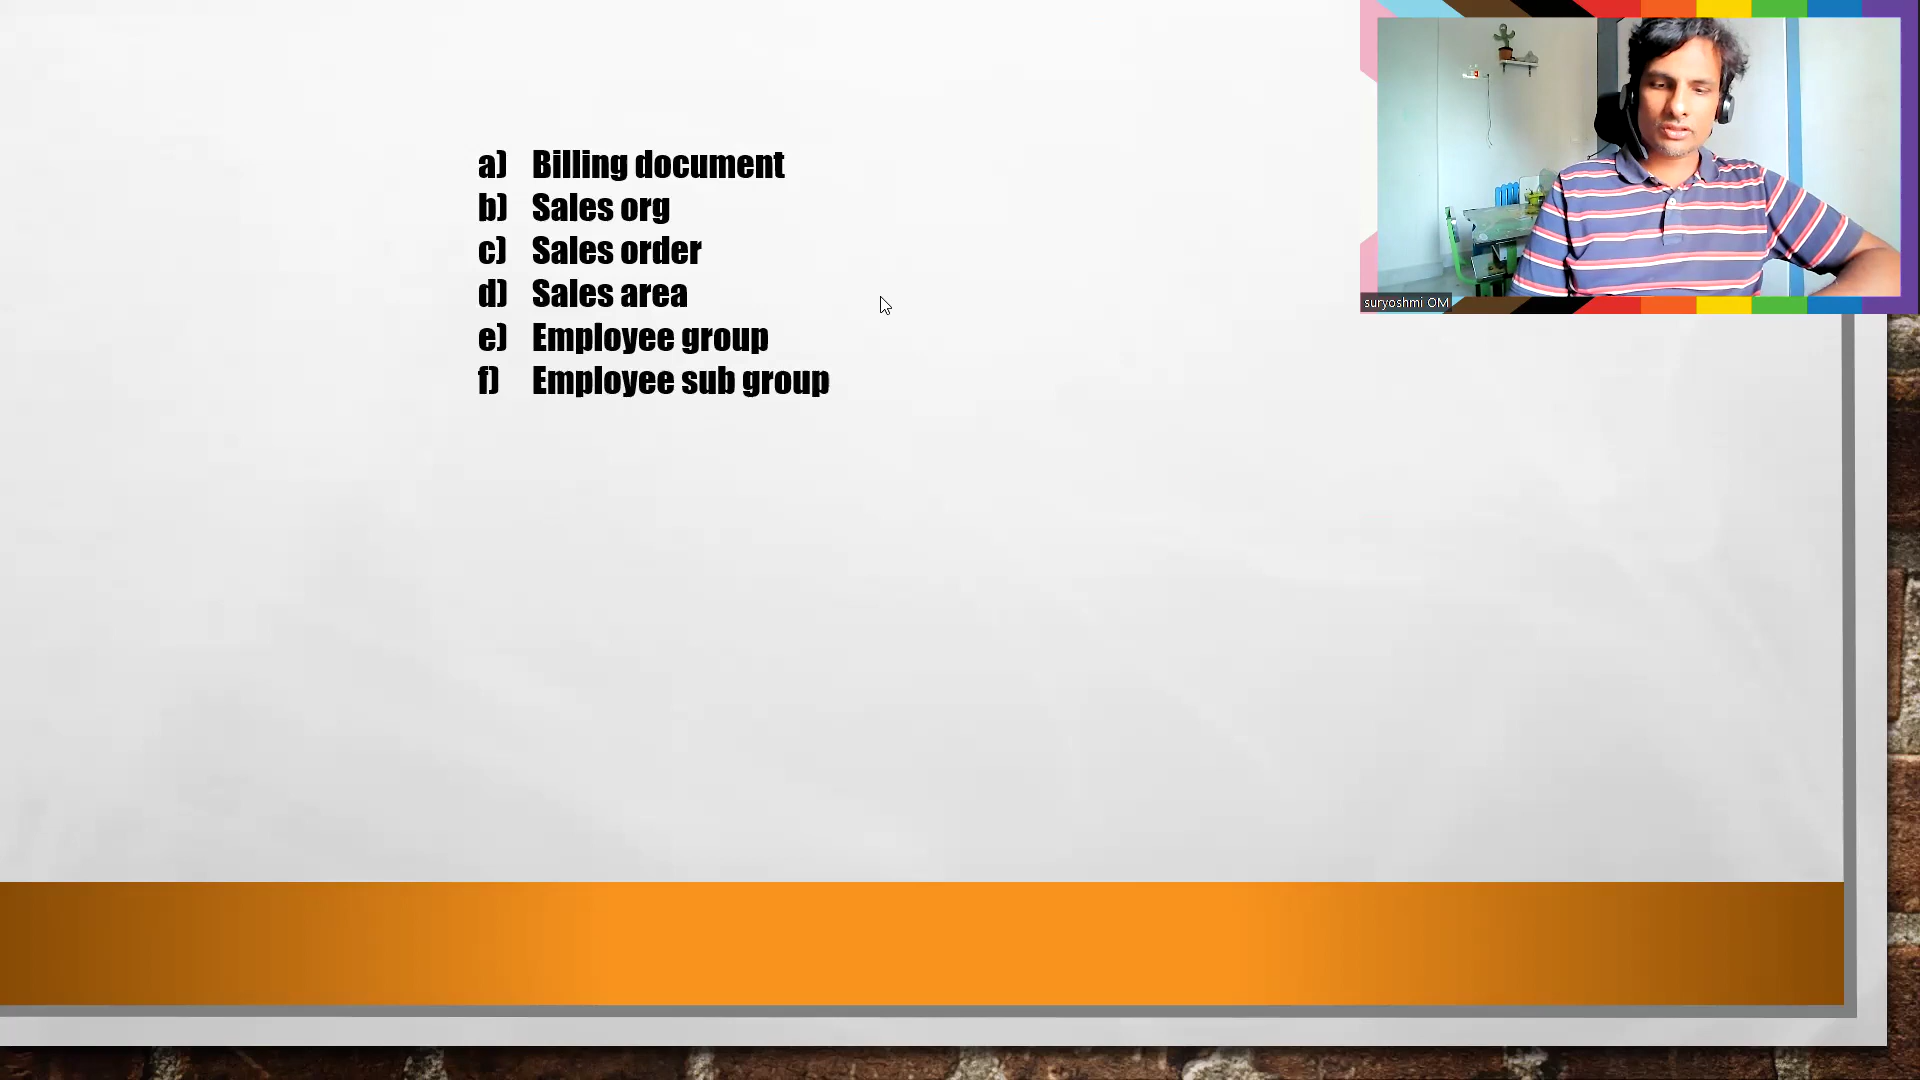 a) Billing document
b) Sales org
c) Sales order
d) Sales area
e) Employee group
f) Employee sub group
suryoshmi OM